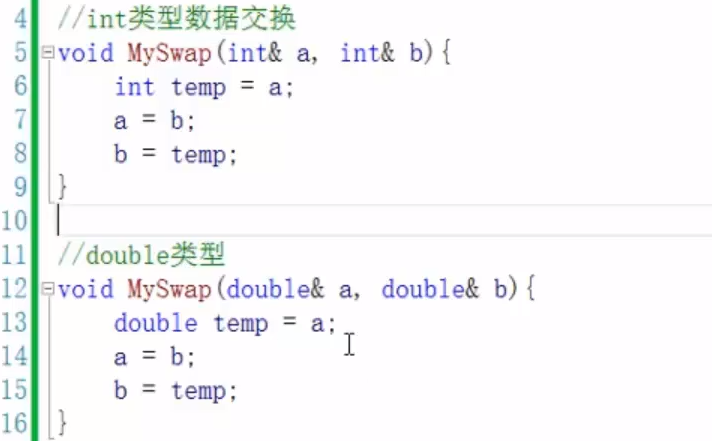 4 //int类型数据交换
5 void MySwap(int& a, int& b){
6 int temp = a;
7 a = b;
8 b = temp;
9 }
10
11 //double类型
12 void MySwap(double& a, double& b){
13 double temp = a;
14 a = b;
15 b = temp;
16 }